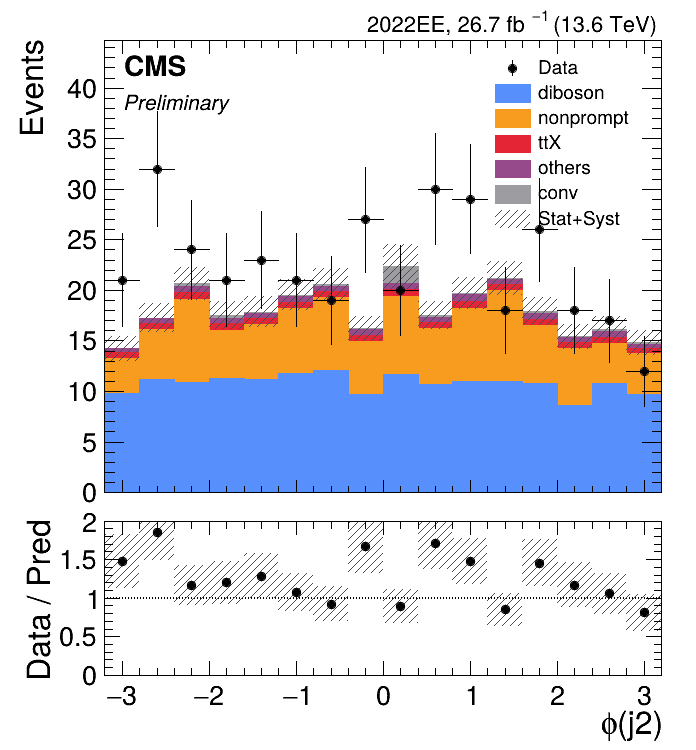 2022EE, 26.7 fb ⁻¹ (13.6 TeV)
CMS
Preliminary
Data
diboson
nonprompt
ttX
others
conv
Stat+Syst
Events
40
35
30
25
20
15
10
5
0
Data / Pred
2
1.5
1
0.5
0
−3 −2 −1 0 1 2 3
ϕ(j2)